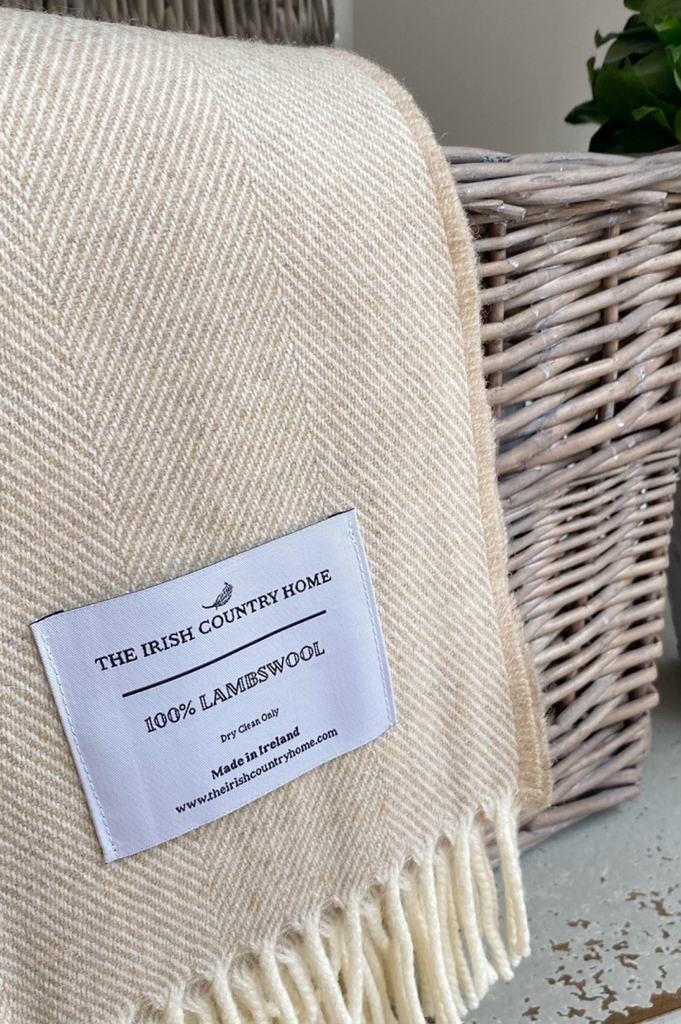 THE IRISH COUNTRY HOME
100% LAMBSWOOL
Dry Clean Only
Made in Ireland
www.theirishcountryhome.com